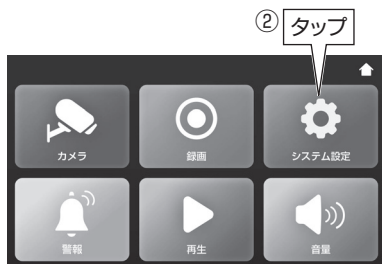 ② タップ
カメラ 録画 システム設定
警報 再生 音量